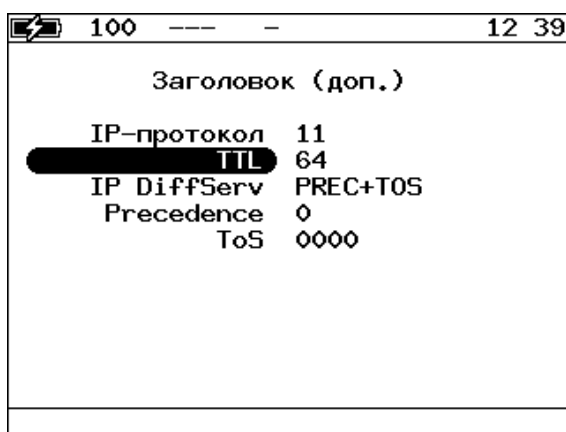 100 --- - 12 39
Заголовок (доп.)
IP-протокол 11
TTL 64
IP DiffServ PREC+TOS
Precedence 0
ToS 0000